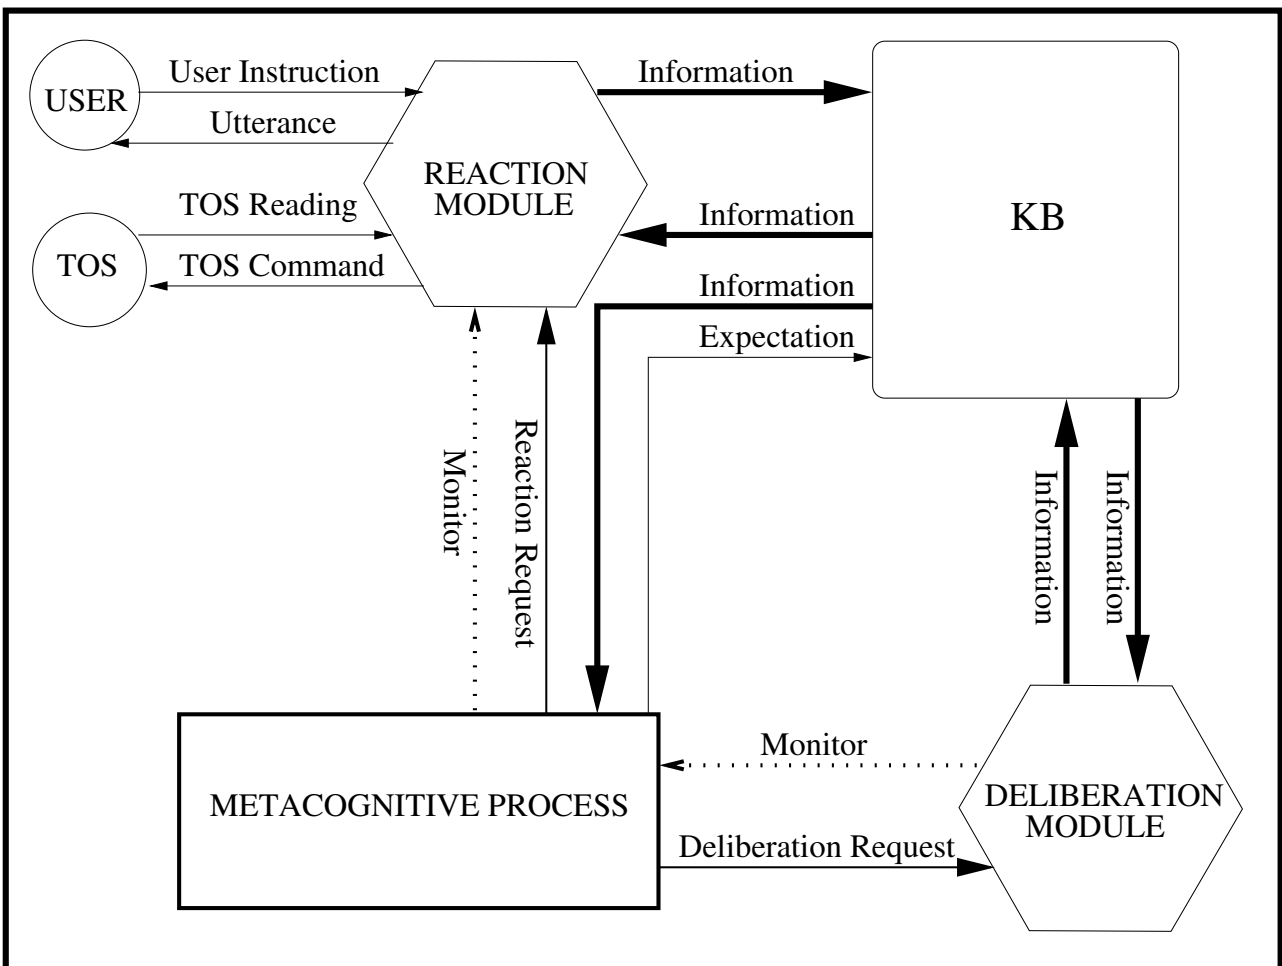 User Instruction
Information
USER
Utterance
REACTION
MODULE
TOS Reading
Information
KB
TOS
TOS Command
Information
Expectation
Monitor
Reaction Request
Information
Information
Monitor
METACOGNITIVE PROCESS
DELIBERATION
MODULE
Deliberation Request